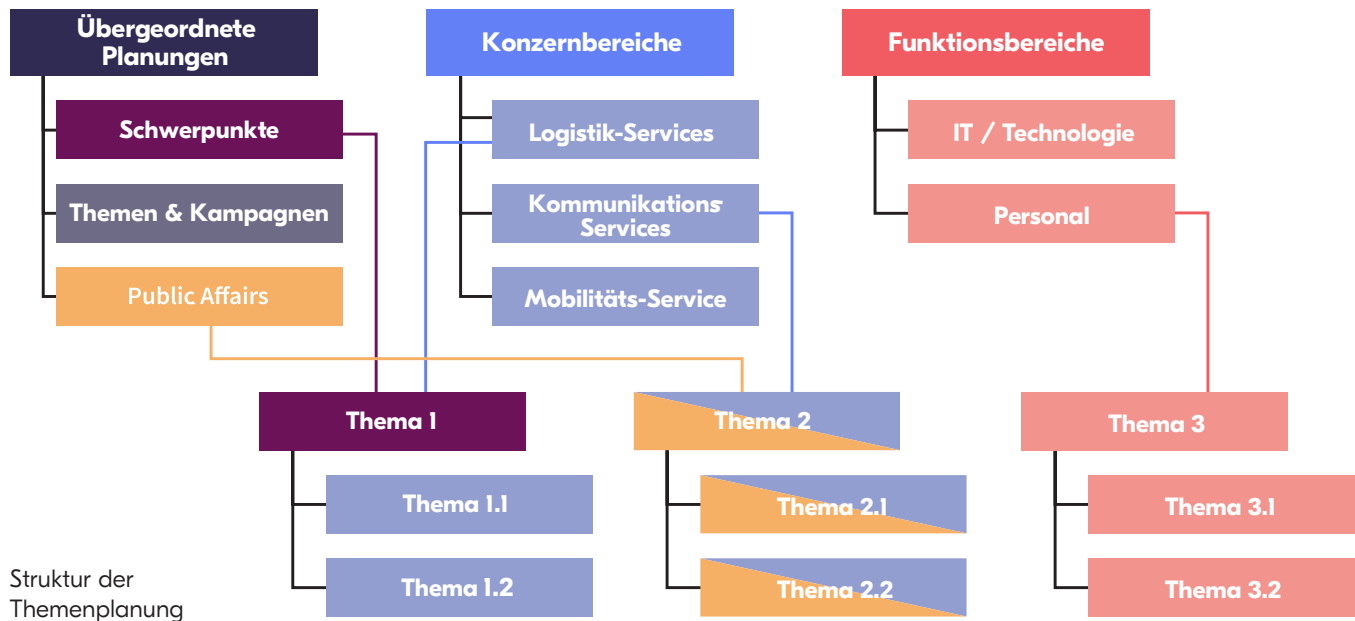 Übergeordnete
Planungen
Konzernbereiche
Funktionsbereiche
Schwerpunkte
Logistik-Services
IT / Technologie
Themen & Kampagnen
Kommunikations-
Services
Personal
Public Affairs
Mobilitäts-Service
Thema 1
Thema 2
Thema 3
Thema 1.1
Thema 2.1
Thema 3.1
Thema 1.2
Thema 2.2
Thema 3.2
Struktur der
Themenplanung